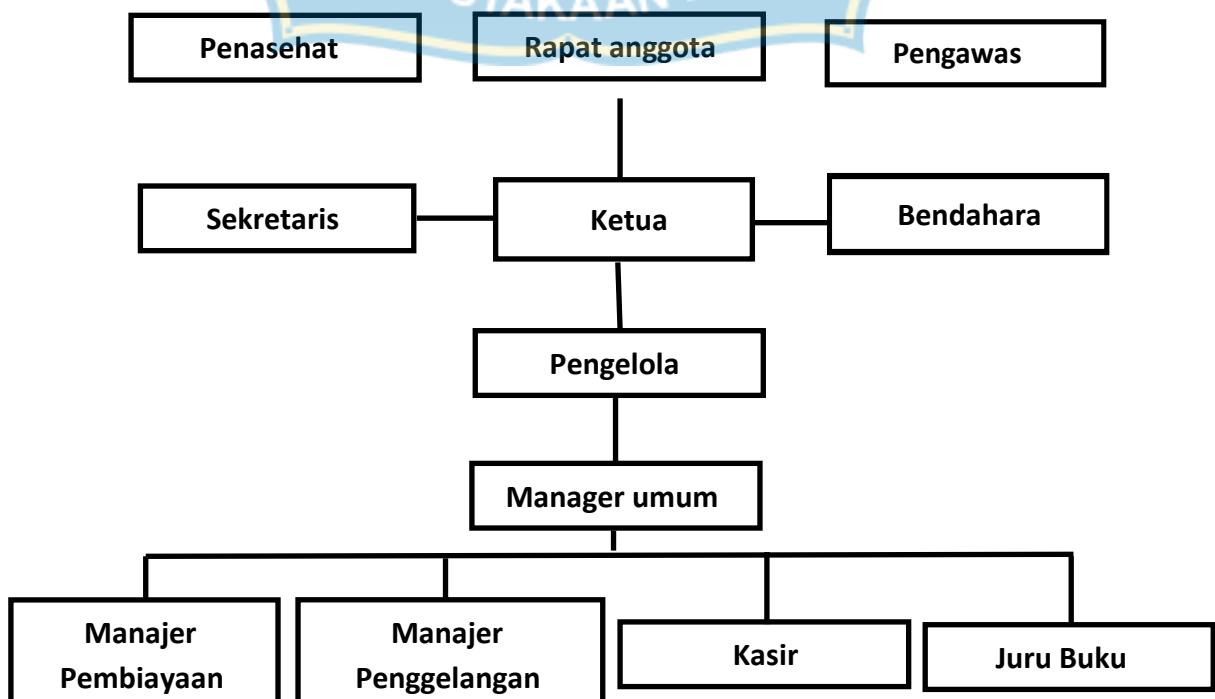 Penasehat
Rapat anggota
Pengawas
Sekretaris
Ketua
Bendahara
Pengelola
Manager umum
Manajer
Pembiayaan
Manajer
Penggelangan
Kasir
Juru Buku